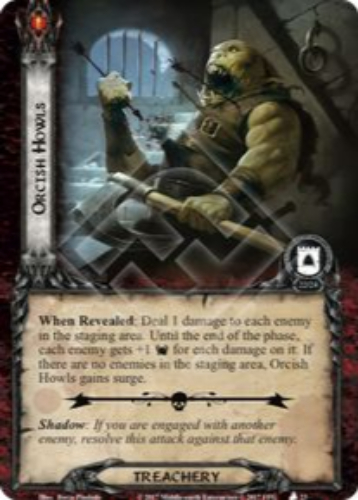 ORCISH HOWLS
When Revealed: Deal 1 damage to each enemy
in the staging area. Until the end of the phase,
each enemy gets +1 for each damage on it. If
there are no enemies in the staging area, Orcish
Howls gains surge.
Shadow: If you are engaged with another
enemy, resolve this attack against that enemy.
TREACHERY